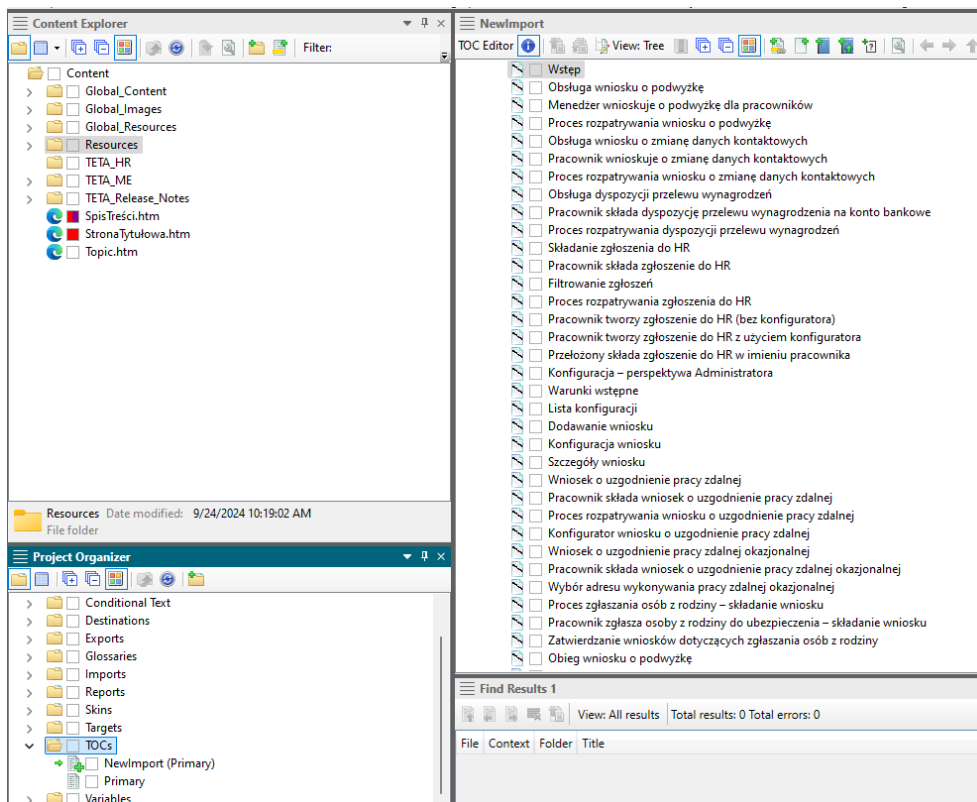 Content Explorer
Filter:
Content
Global_Content
Global_Images
Global_Resources
Resources
TETA_HR
TETA_ME
TETA_Release_Notes
SpisTreści.htm
StronaTytułowa.htm
Topic.htm
Resources Date modified: 9/24/2024 10:19:02 AM
File folder
Project Organizer
Conditional Text
Destinations
Exports
Glossaries
Imports
Reports
Skins
Targets
TOCs
NewImport (Primary)
Primary
Variables
NewImport
TOC Editor View: Tree
Wstęp
Obsługa wniosku o podwyżkę
Menedżer wnioskuje o podwyżkę dla pracowników
Proces rozpatrywania wniosku o podwyżkę
Obsługa wniosku o zmianę danych kontaktowych
Pracownik wnioskuje o zmianę danych kontaktowych
Proces rozpatrywania wniosku o zmianę danych kontaktowych
Obsługa dyspozycji przelewu wynagrodzeń
Pracownik składa dyspozycję przelewu wynagrodzenia na konto bankowe
Proces rozpatrywania dyspozycji przelewu wynagrodzeń
Składanie zgłoszenia do HR
Pracownik składa zgłoszenie do HR
Filtrowanie zgłoszeń
Proces rozpatrywania zgłoszenia do HR
Pracownik tworzy zgłoszenie do HR (bez konfiguratora)
Pracownik tworzy zgłoszenie do HR z użyciem konfiguratora
Przełożony składa zgłoszenie do HR w imieniu pracownika
Konfiguracja – perspektywa Administratora
Warunki wstępne
Lista konfiguracji
Dodawanie wniosku
Konfiguracja wniosku
Szczegóły wniosku
Wniosek o uzgodnienie pracy zdalnej
Pracownik składa wniosek o uzgodnienie pracy zdalnej
Proces rozpatrywania wniosku o uzgodnienie pracy zdalnej
Konfigurator wniosku o uzgodnienie pracy zdalnej
Wniosek o uzgodnienie pracy zdalnej okazjonalnej
Pracownik składa wniosek o uzgodnienie pracy zdalnej okazjonalnej
Wybór adresu wykonywania pracy zdalnej okazjonalnej
Proces zgłaszania osób z rodziny – składanie wniosku
Pracownik zgłasza osoby z rodziny do ubezpieczenia – składanie wniosku
Zatwierdzanie wniosków dotyczących zgłaszania osób z rodziny
Obieg wniosku o podwyżkę
Find Results 1
View: All results Total results: 0 Total errors: 0
File Context Folder Title